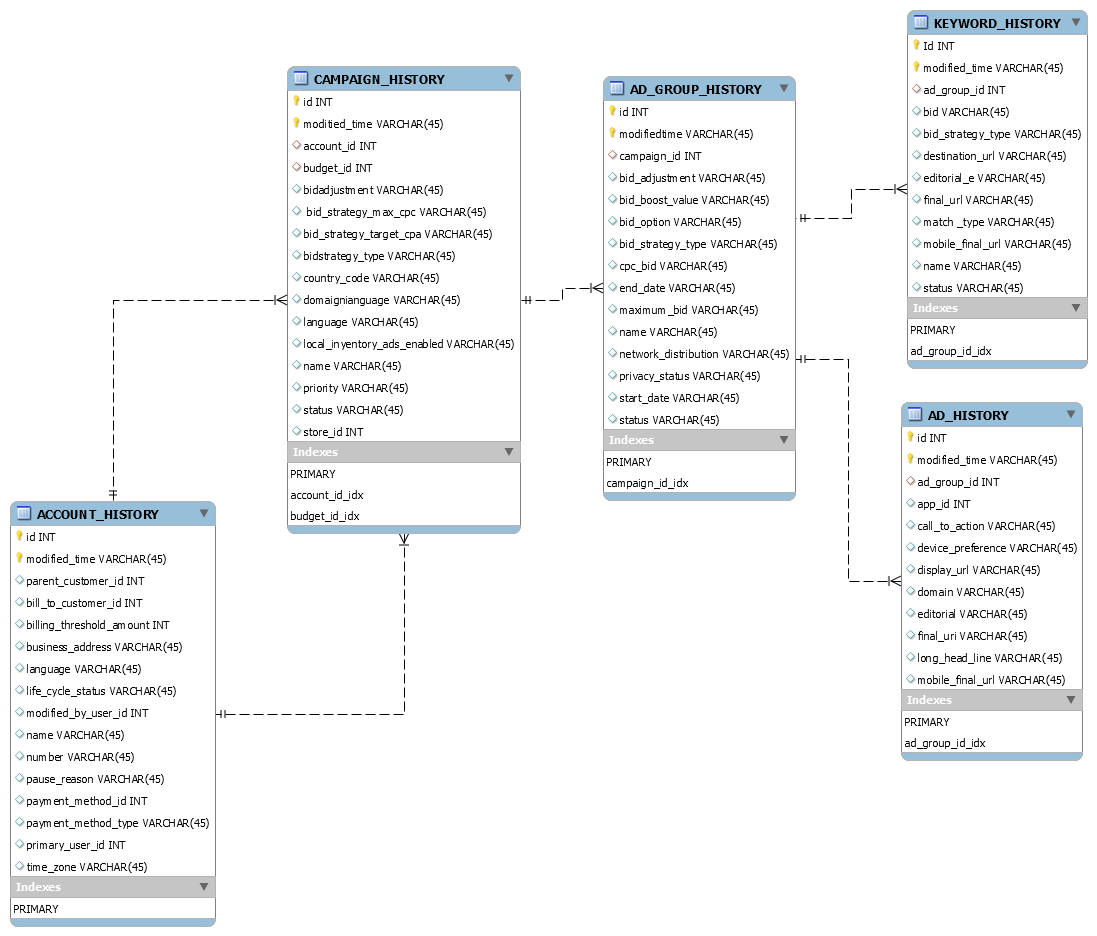 CAMPAIGN_HISTORY
id INT
moditied_time VARCHAR(45)
account_id INT
budget_id INT
bidadjustment VARCHAR(45)
bid_strategy_max_cpc VARCHAR(45)
bid_strategy_target_cpa VARCHAR(45)
bidstrategy_type VARCHAR(45)
country_code VARCHAR(45)
domaignianguage VARCHAR(45)
language VARCHAR(45)
local_inyentory_ads_enabled VARCHAR(45)
name VARCHAR(45)
priority VARCHAR(45)
status VARCHAR(45)
store_id INT
Indexes
PRIMARY
account_id_idx
budget_id_idx
AD_GROUP_HISTORY
id INT
modifiedtime VARCHAR(45)
campaign_id INT
bid_adjustment VARCHAR(45)
bid_boost_value VARCHAR(45)
bid_option VARCHAR(45)
bid_strategy_type VARCHAR(45)
cpc_bid VARCHAR(45)
end_date VARCHAR(45)
maximum_bid VARCHAR(45)
name VARCHAR(45)
network_distribution VARCHAR(45)
privacy_status VARCHAR(45)
start_date VARCHAR(45)
status VARCHAR(45)
Indexes
PRIMARY
campaign_id_idx
KEYWORD_HISTORY
Id INT
modified_time VARCHAR(45)
ad_group_id INT
bid VARCHAR(45)
bid_strategy_type VARCHAR(45)
destination_url VARCHAR(45)
editorial_e VARCHAR(45)
final_url VARCHAR(45)
match _type VARCHAR(45)
mobile_final_url VARCHAR(45)
name VARCHAR(45)
status VARCHAR(45)
Indexes
PRIMARY
ad_group_id_idx
AD_HISTORY
id INT
modified_time VARCHAR(45)
ad_group_id INT
app_id INT
call_to_action VARCHAR(45)
device_preference VARCHAR(45)
display_url VARCHAR(45)
domain VARCHAR(45)
editorial VARCHAR(45)
final_uri VARCHAR(45)
long_head_line VARCHAR(45)
mobile_final_url VARCHAR(45)
Indexes
PRIMARY
ad_group_id_idx
ACCOUNT_HISTORY
id INT
modified_time VARCHAR(45)
parent_customer_id INT
bill_to_customer_id INT
billing_threshold_amount INT
business_address VARCHAR(45)
language VARCHAR(45)
life_cycle_status VARCHAR(45)
modified_by_user_id INT
name VARCHAR(45)
number VARCHAR(45)
pause_reason VARCHAR(45)
payment_method_id INT
payment_method_type VARCHAR(45)
primary_user_id INT
time_zone VARCHAR(45)
Indexes
PRIMARY